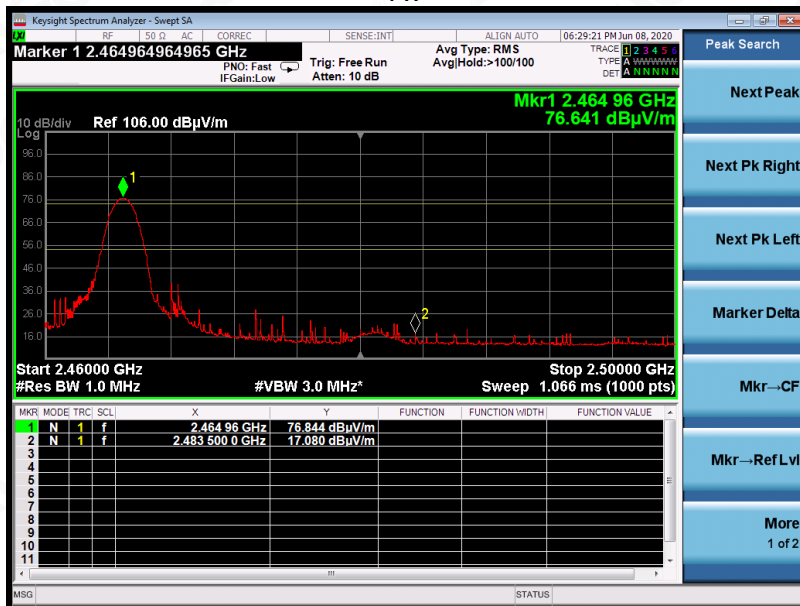 Keysight Spectrum Analyzer - Swept SA
LXI RF 50 Ω AC CORREC SENSE:INT ALIGN AUTO 06:29:21 PM Jun 08, 2020
Marker 1 2.464964964965 GHz
PNO: Fast
IFGain:Low
Trig: Free Run
Atten: 10 dB
Avg Type: RMS
Avg|Hold:>100/100
TRACE 1 2 3 4 5 6
TYPE A WWWWW
DET A N N N N N
Mkr1 2.464 96 GHz
76.641 dBµV/m
10 dB/div Ref 106.00 dBµV/m
Log
96.0
86.0
76.0
66.0
56.0
46.0
36.0
26.0
16.0
1
2
Start 2.46000 GHz Stop 2.50000 GHz
#Res BW 1.0 MHz #VBW 3.0 MHz* Sweep 1.066 ms (1000 pts)
MKR MODE TRC SCL X Y FUNCTION FUNCTION WIDTH FUNCTION VALUE
1 N 1 f 2.464 96 GHz 76.844 dBµV/m
2 N 1 f 2.483 500 0 GHz 17.080 dBµV/m
3
4
5
6
7
8
9
10
11
MSG STATUS
Peak Search
Next Peak
Next Pk Right
Next Pk Left
Marker Delta
Mkr→CF
Mkr→Ref Lvl
More
1 of 2